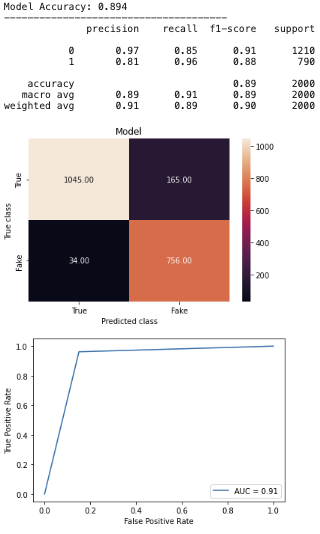 Model Accuracy: 0.894
----------------------------------------
precision recall f1-score support
0 0.97 0.85 0.91 1210
1 0.81 0.96 0.88 790
accuracy 0.89 2000
macro avg 0.89 0.91 0.89 2000
weighted avg 0.91 0.89 0.90 2000
Model
True class
True
Fake
1045.00 165.00
34.00 756.00
True Fake
Predicted class
1000
800
600
400
200
True Positive Rate
1.0
0.8
0.6
0.4
0.2
0.0
AUC = 0.91
0.0 0.2 0.4 0.6 0.8 1.0
False Positive Rate